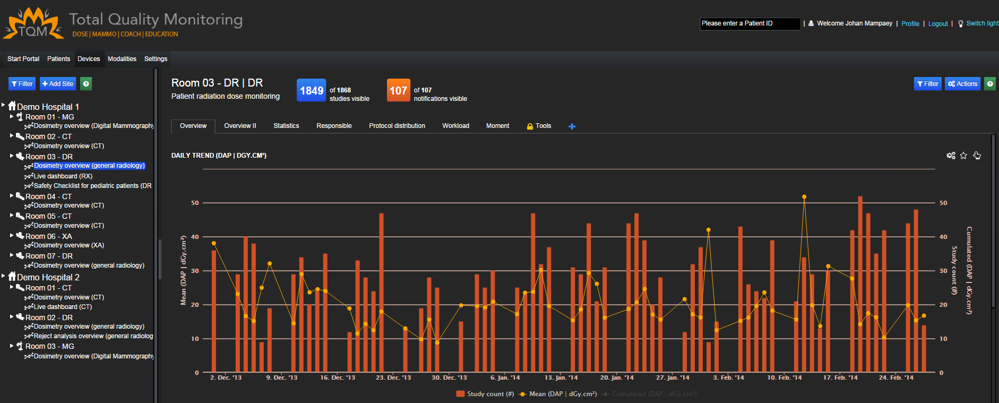 Total Quality Monitoring
TQM
DOSE | MAMMO | COACH | EDUCATION
Please enter a Patient ID | Welcome Johan Mampaey | Profile | Logout | Switch light
Start Portal Patients Devices Modalities Settings
Filter Add Site ?
Demo Hospital 1
Room 01 - MG
Dosimetry overview (Digital Mammography
Room 02 - CT
Dosimetry overview (CT)
Room 03 - DR
Dosimetry overview (general radiology)
Live dashboard (RX)
Safety Checklist for pediatric patients (DR
Room 04 - CT
Dosimetry overview (CT)
Room 05 - CT
Dosimetry overview (CT)
Room 06 - XA
Dosimetry overview (XA)
Room 07 - DR
Dosimetry overview (general radiology)
Demo Hospital 2
Room 01 - CT
Dosimetry overview (CT)
Live dashboard (CT)
Room 02 - DR
Dosimetry overview (general radiology)
Reject analysis overview (general radiolog
Room 03 - MG
Dosimetry overview (Digital Mammography
Room 03 - DR | DR
Patient radiation dose monitoring
1849 of 1868
studies visible
107 of 107
notifications visible
Filter Actions ?
Overview Overview II Statistics Responsible Protocol distribution Workload Moment Tools
DAILY TREND (DAP | DGY.CM²)
Mean (DAP | dGy.cm²)
50
40
30
20
10
0
50
40
30
20
10
0
Study count (#)
Cumulated (DAP | dGy.cm²)
2. Dec. '13 9. Dec. '13 16. Dec. '13 23. Dec. '13 30. Dec. '13 6. Jan. '14 13. Jan. '14 20. Jan. '14 27. Jan. '14 3. Feb. '14 10. Feb. '14 17. Feb. '14 24. Feb. '14
Study count (#) Mean (DAP | dGy.cm²) Cumulated (DAP | dGy.cm²)